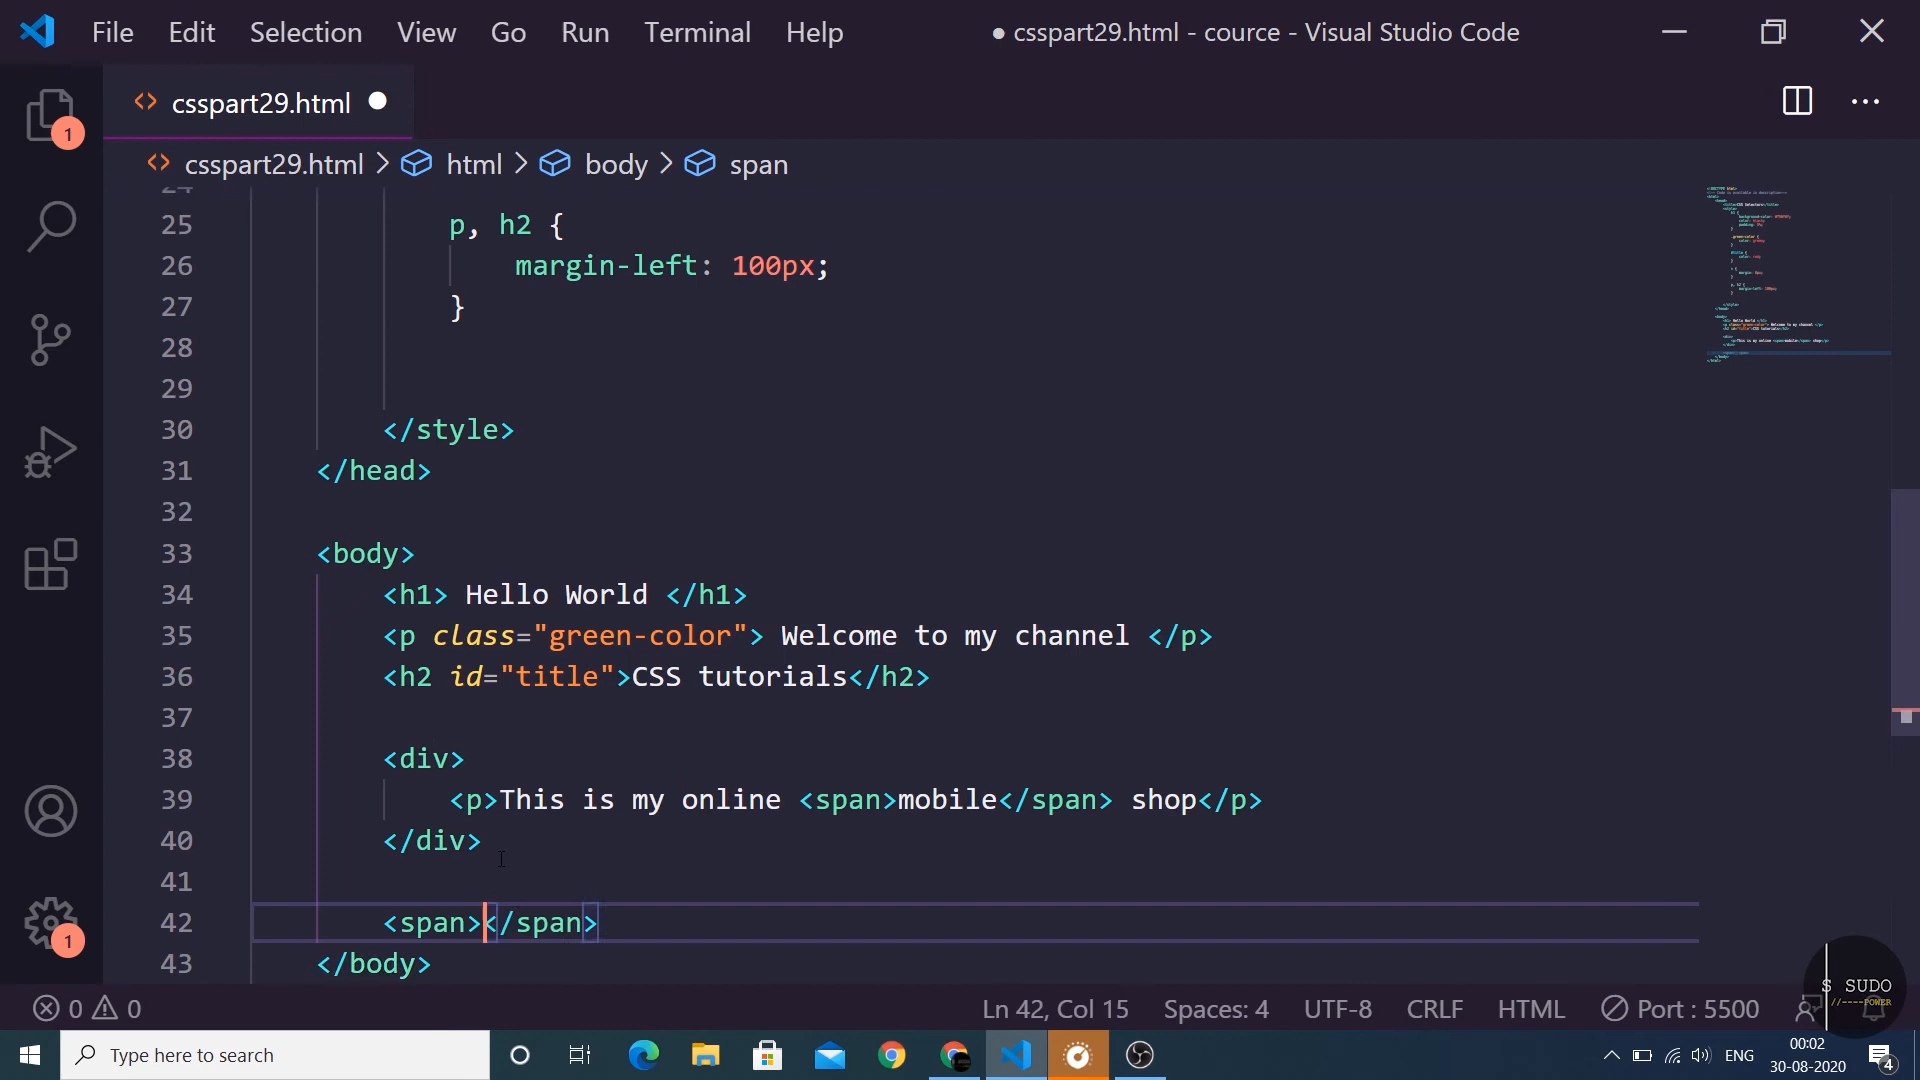 File Edit Selection View Go Run Terminal Help
● csspart29.html - cource - Visual Studio Code
<> csspart29.html ●
1
<> csspart29.html > html > body > span
24
25 p, h2 {
26 margin-left: 100px;
27 }
28
29
30 </style>
31 </head>
32
33 <body>
34 <h1> Hello World </h1>
35 <p class="green-color"> Welcome to my channel </p>
36 <h2 id="title">CSS tutorials</h2>
37
38 <div>
39 <p>This is my online <span>mobile</span> shop</p>
40 </div>
41
42 <span></span>
43 </body>
1
S SUDO
//----POWER
0 0 Ln 42, Col 15 Spaces: 4 UTF-8 CRLF HTML Port : 5500
Type here to search
ENG
00:02
30-08-2020
4